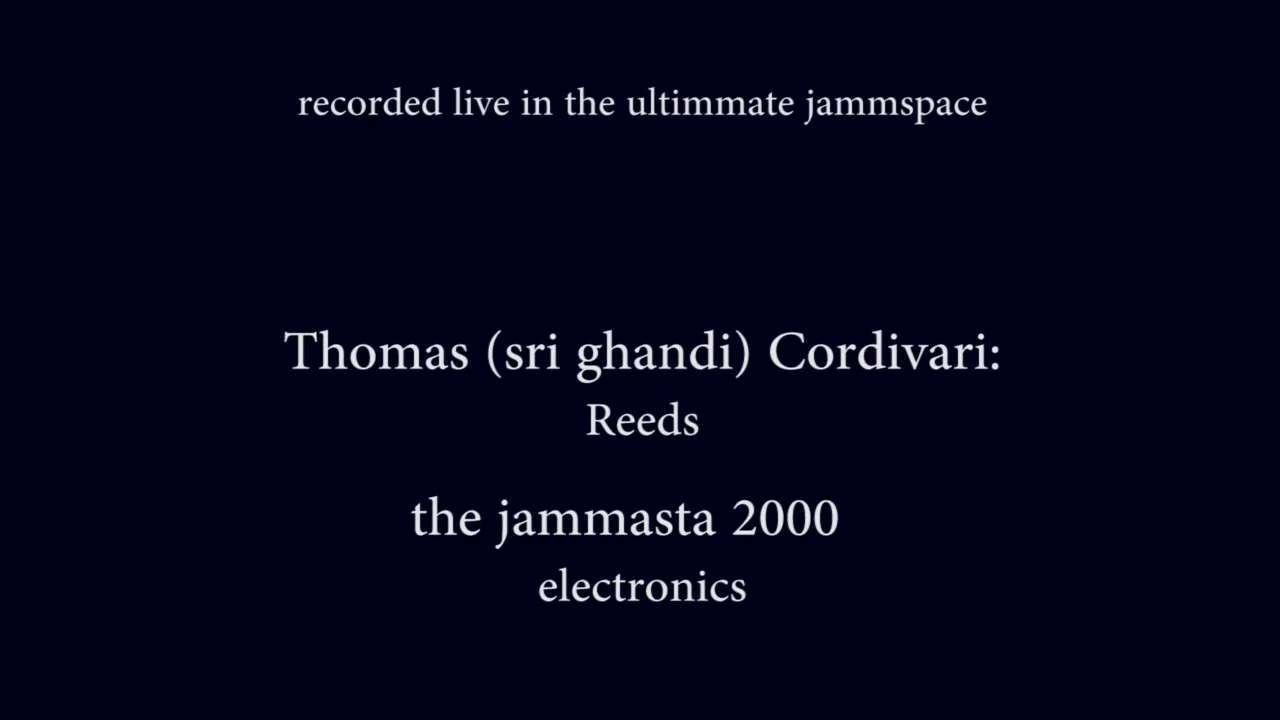 recorded live in the ultimmate jammspace
Thomas (sri ghandi) Cordivari:
Reeds
the jammasta 2000
electronics